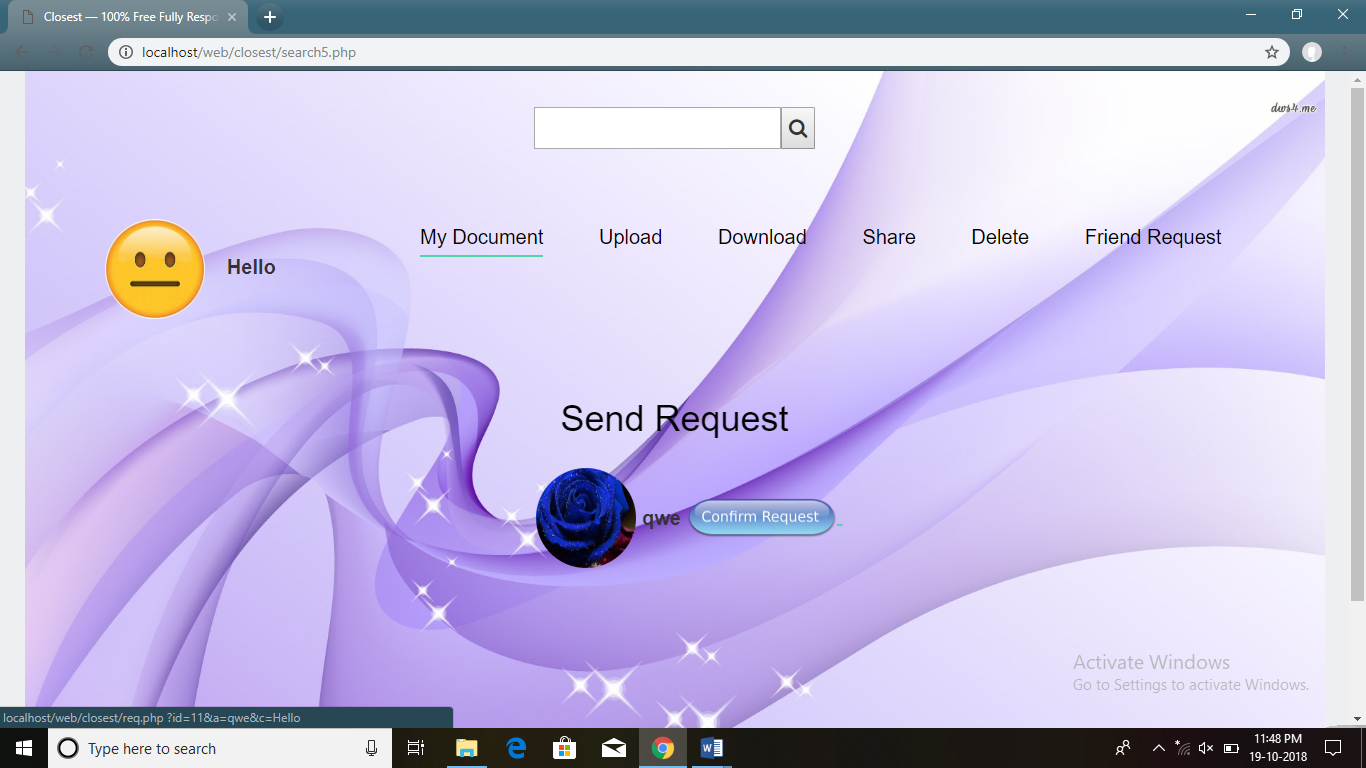 Closest — 100% Free Fully Respo
localhost/web/closest/search5.php
dws4.me
My Document Upload Download Share Delete Friend Request
Hello
Send Request
qwe Confirm Request
Activate Windows
Go to Settings to activate Windows.
localhost/web/closest/req.php ?id=11&a=qwe&c=Hello
Type here to search
11:48 PM
19-10-2018